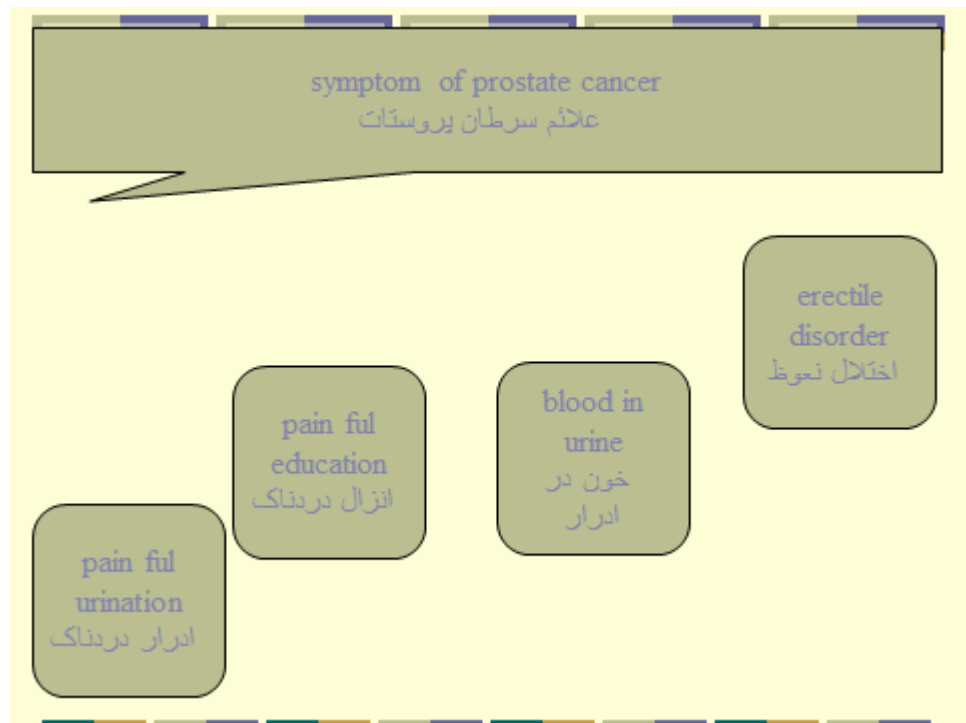 symptom of prostate cancer
علائم سرطان پروستات
erectile
disorder
اختلال نعوظ
blood in
urine
خون در
ادرار
pain ful
education
انزال دردناک
pain ful
urination
ادرار دردناک